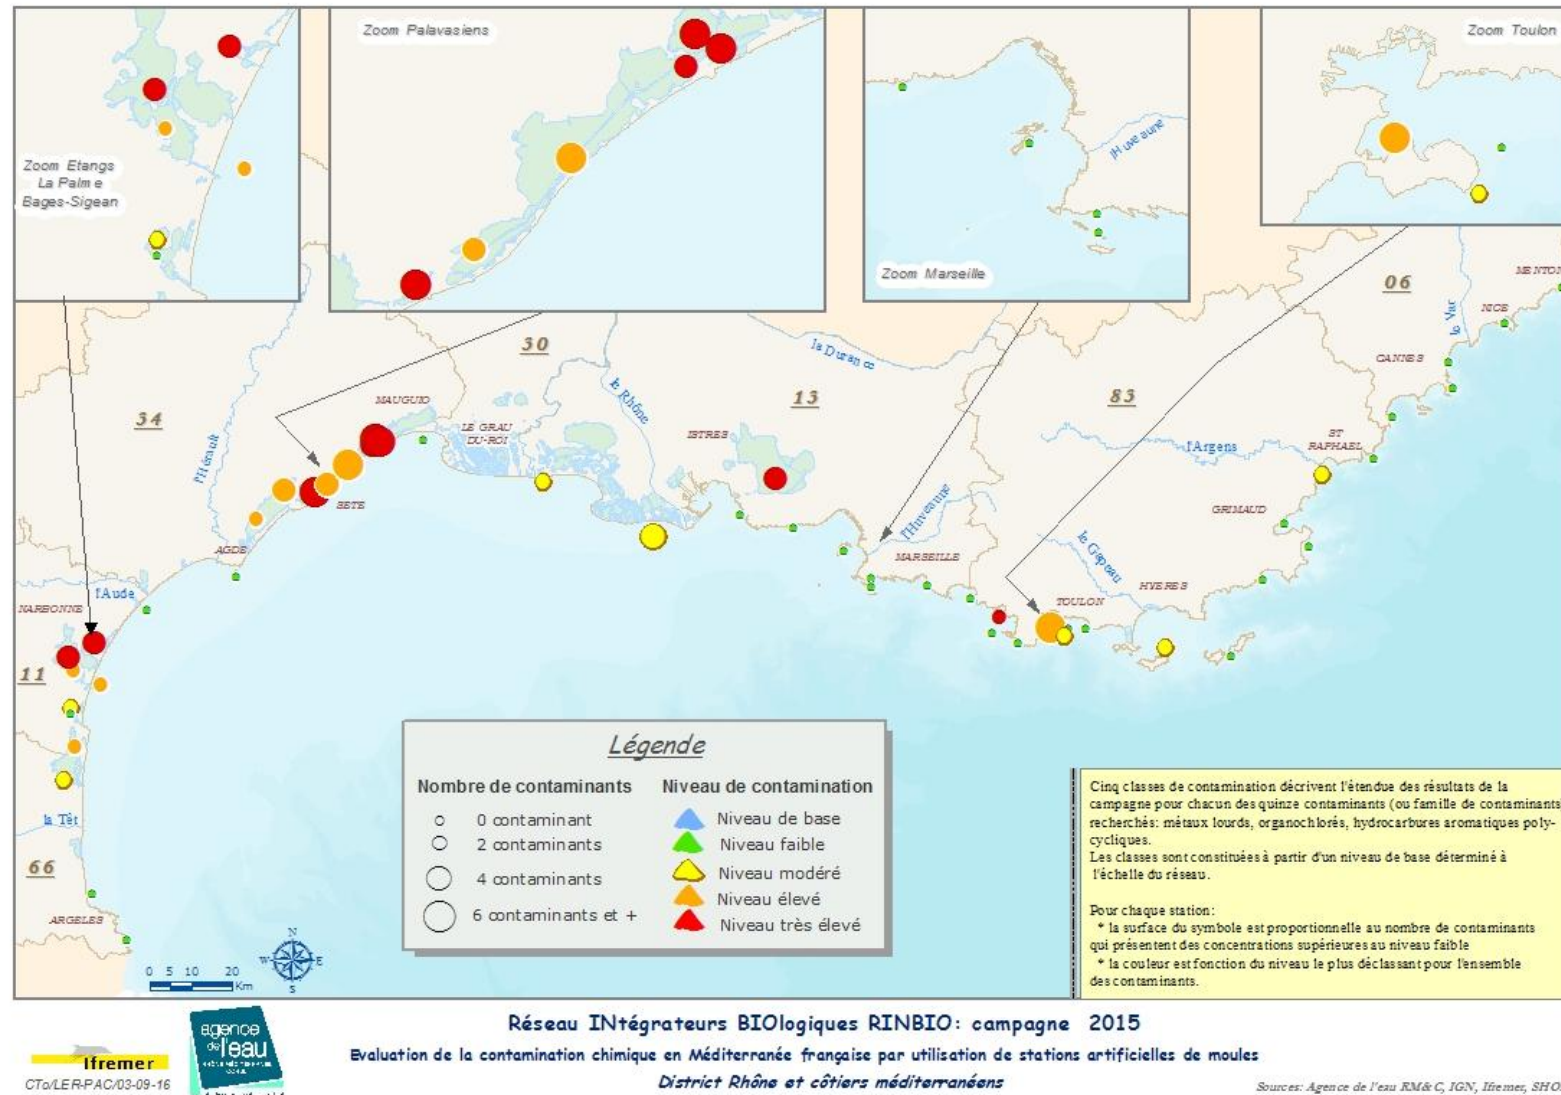 Zoom Etangs
La Palme
Bages-Sigean
Zoom Palavasiens
l'Huveaune
Zoom Marseille
Zoom Toulon
06
MENTON
le Var
NICE
CANNES
30
la Durance
34
MAUGUIO
LE GRAU
DU-ROI
le Rhône
ISTRES
13
83
l'Argens
ST
RAPHAEL
l'Hérault
SETE
GRIMAUD
l'Huveaune
MARSEILLE
le Gapeau
HYERES
TOULON
AGDE
l'Aude
NARBONNE
11
la Têt
66
ARGELES
Légende
Nombre de contaminants
0 contaminant
2 contaminants
4 contaminants
6 contaminants et +
Niveau de contamination
Niveau de base
Niveau faible
Niveau modéré
Niveau élevé
Niveau très élevé
N
W
E
S
0 5 10 20
Km
Cinq classes de contamination décrivent l'étendue des résultats de la
campagne pour chacun des quinze contaminants (ou famille de contaminants
recherchés: métaux lourds, organochlorés, hydrocarbures aromatiques poly-
cycliques.
Les classes sont constituées à partir d'un niveau de base déterminé à
l'échelle du réseau.
Pour chaque station:
* la surface du symbole est proportionnelle au nombre de contaminants
qui présentent des concentrations supérieures au niveau faible
* la couleur est fonction du niveau le plus déclassant pour l'ensemble
des contaminants.
Ifremer
CTo/LER-PAC/03-09-16
agence
de l'eau
Réseau INtégrateurs BIOlogiques RINBIO: campagne 2015
Evaluation de la contamination chimique en Méditerranée française par utilisation de stations artificielles de moules
District Rhône et côtiers méditerranéens
Sources: Agence de l'eau RM&C, IGN, Ifremer, SHO